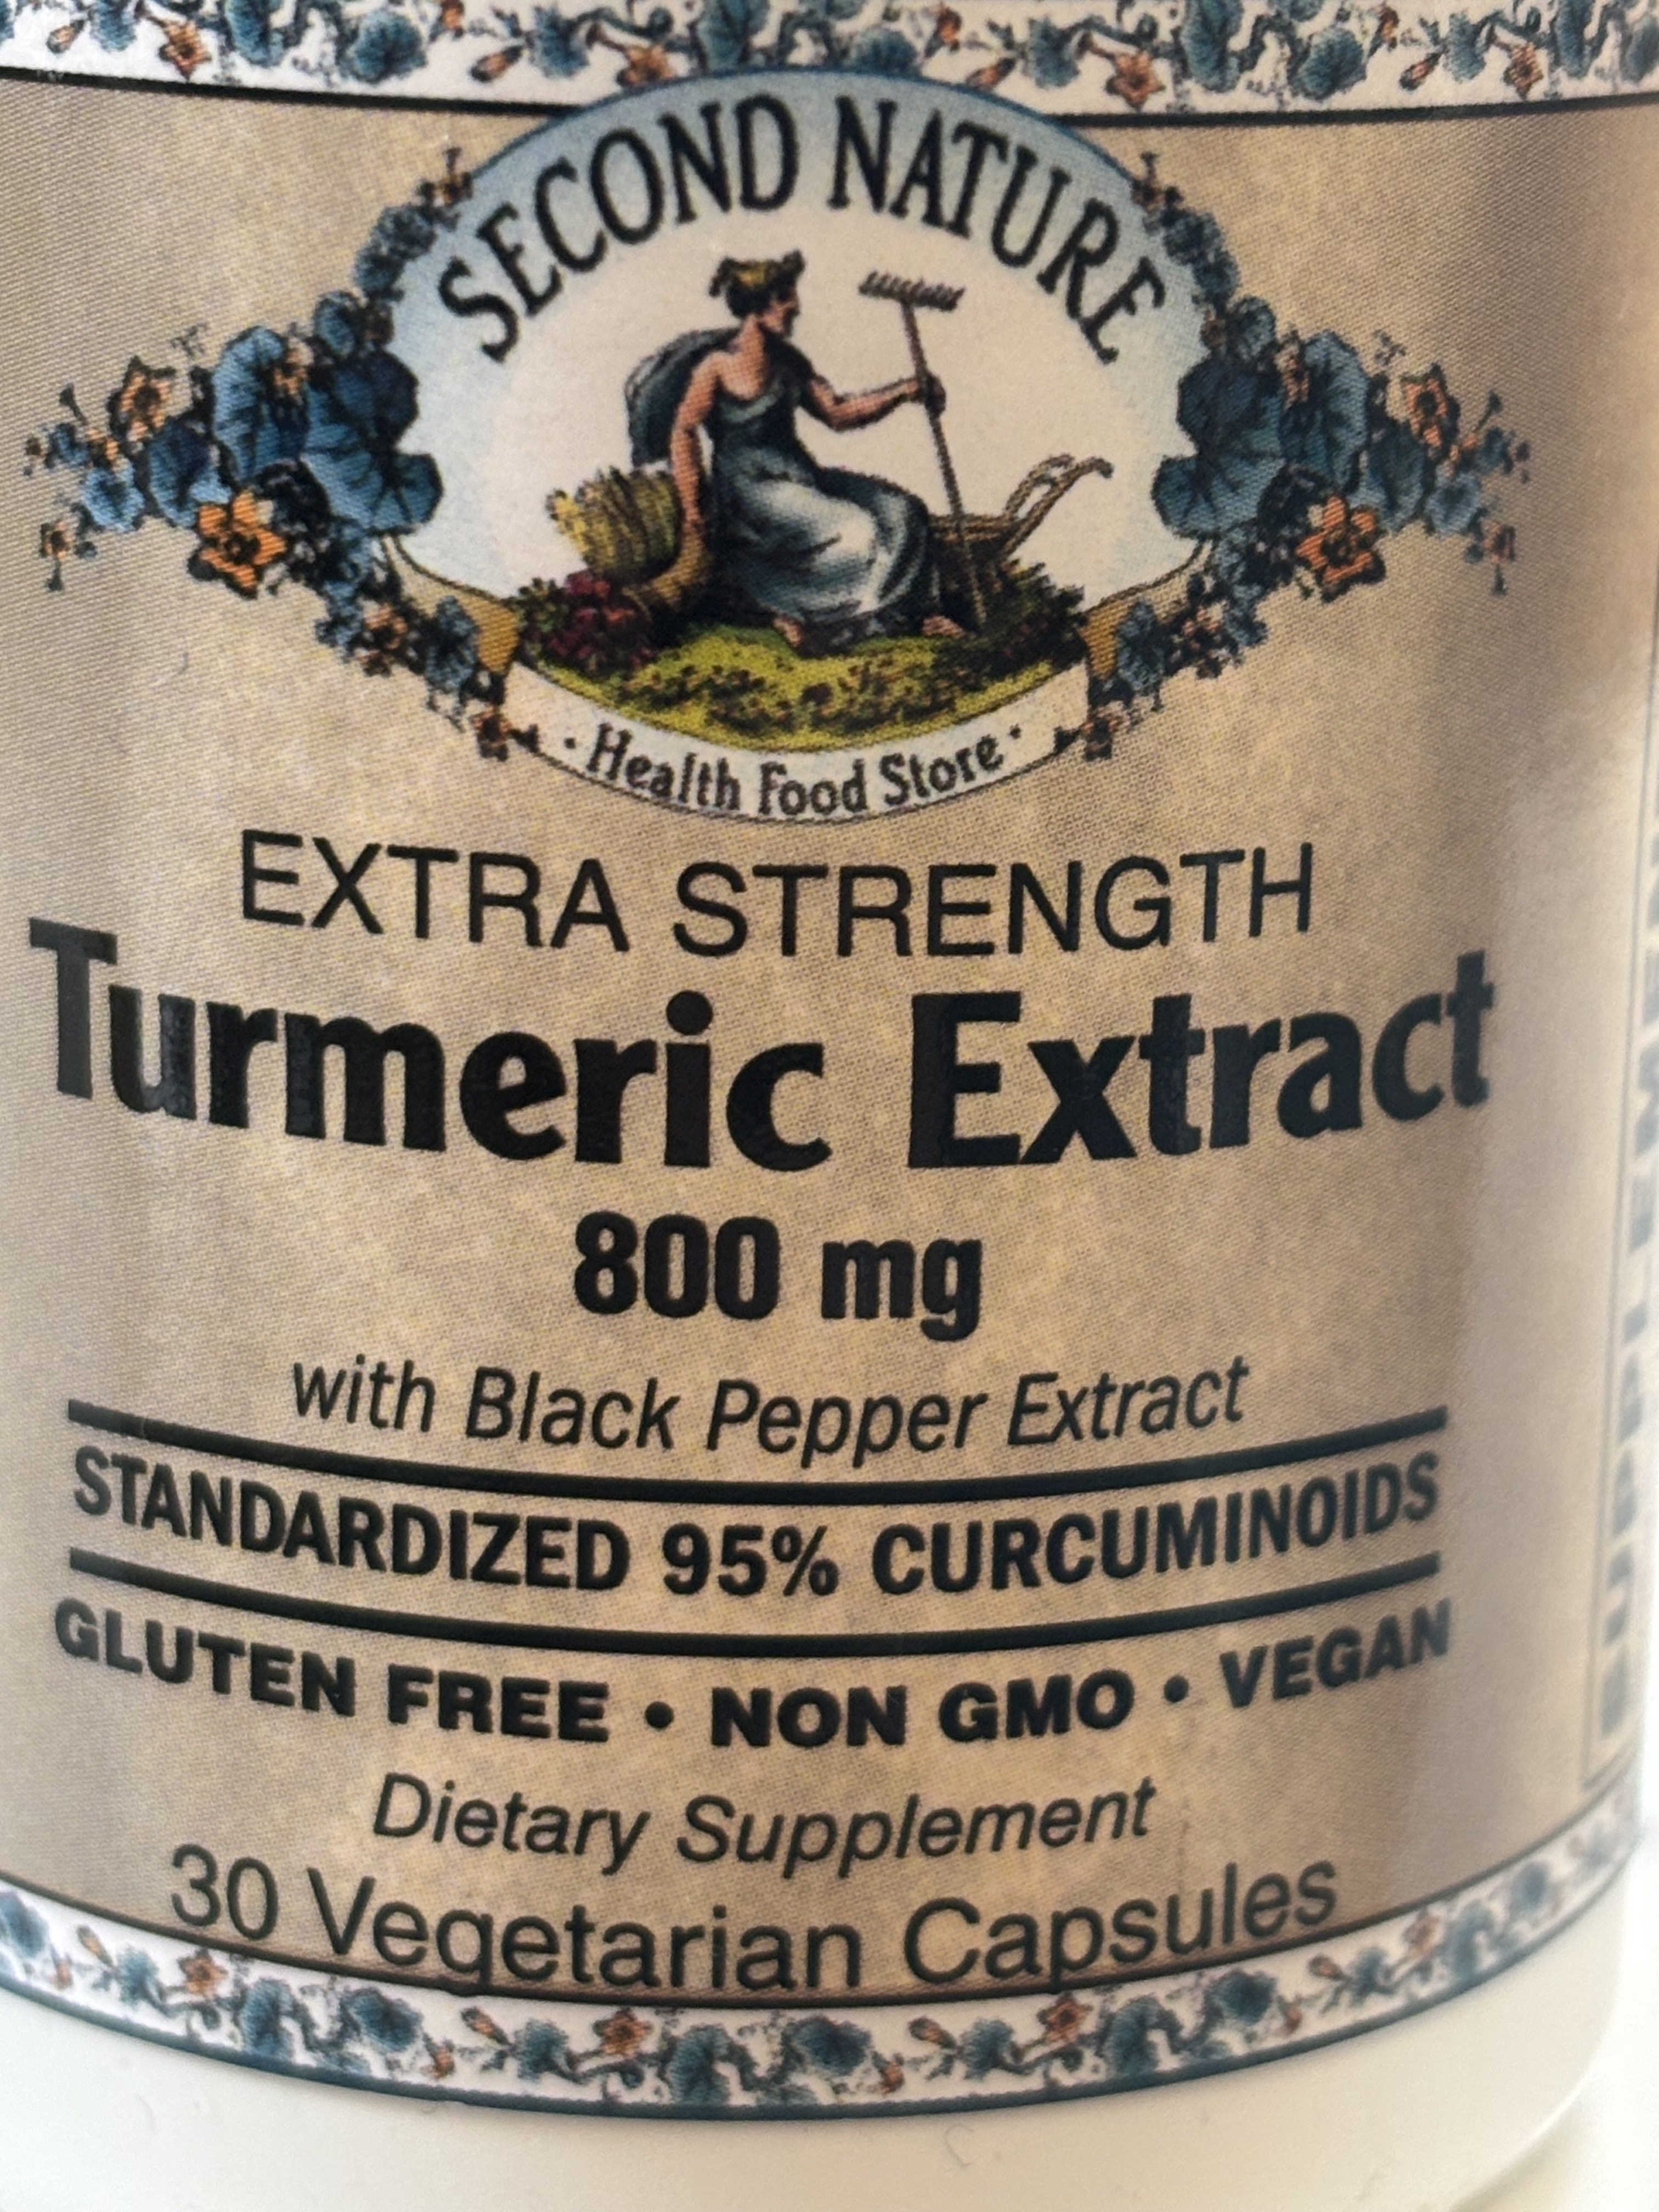 SECOND NATURE
· Health Food Store ·
EXTRA STRENGTH
Turmeric Extract
800 mg
with Black Pepper Extract
STANDARDIZED 95% CURCUMINOIDS
GLUTEN FREE • NON GMO • VEGAN
Dietary Supplement
30 Vegetarian Capsules